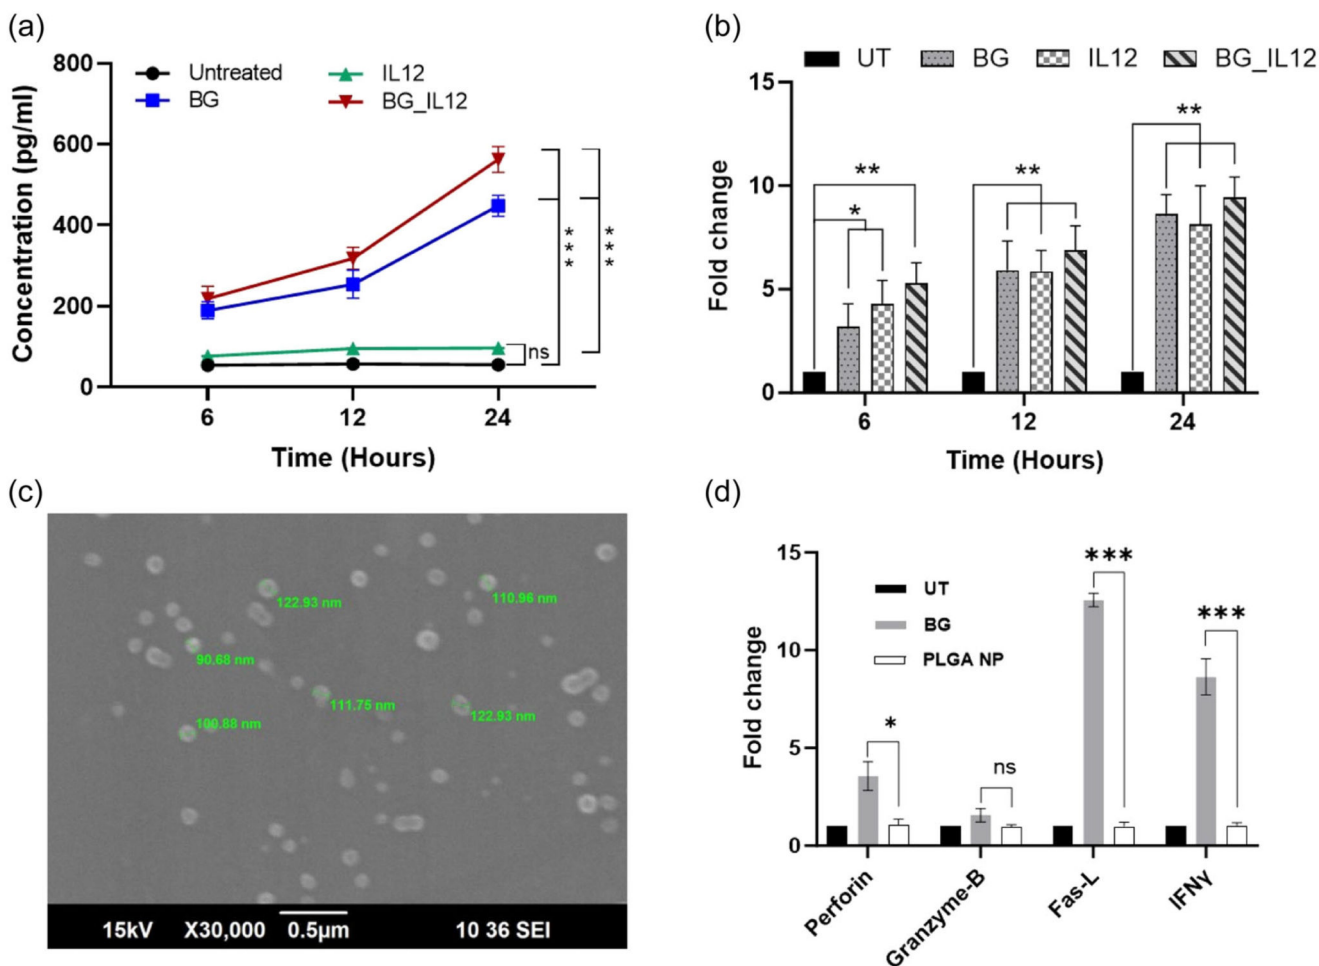 (a)
800
600
400
200
0
Concentration (pg/ml)
Untreated
BG
IL12
BG_IL12
***
***
ns
6
12
24
Time (Hours)
(b)
UT
BG
IL12
BG_IL12
15
10
5
0
Fold change
*
**
**
**
6
12
24
Time (Hours)
(c)
122.93 nm
110.96 nm
90.68 nm
111.75 nm
122.93 nm
100.88 nm
15kV X30,000 0.5µm 10 36 SEI
(d)
15
10
5
0
Fold change
UT
BG
PLGA NP
*
ns
***
***
Perforin
Granzyme-B
Fas-L
IFNγ